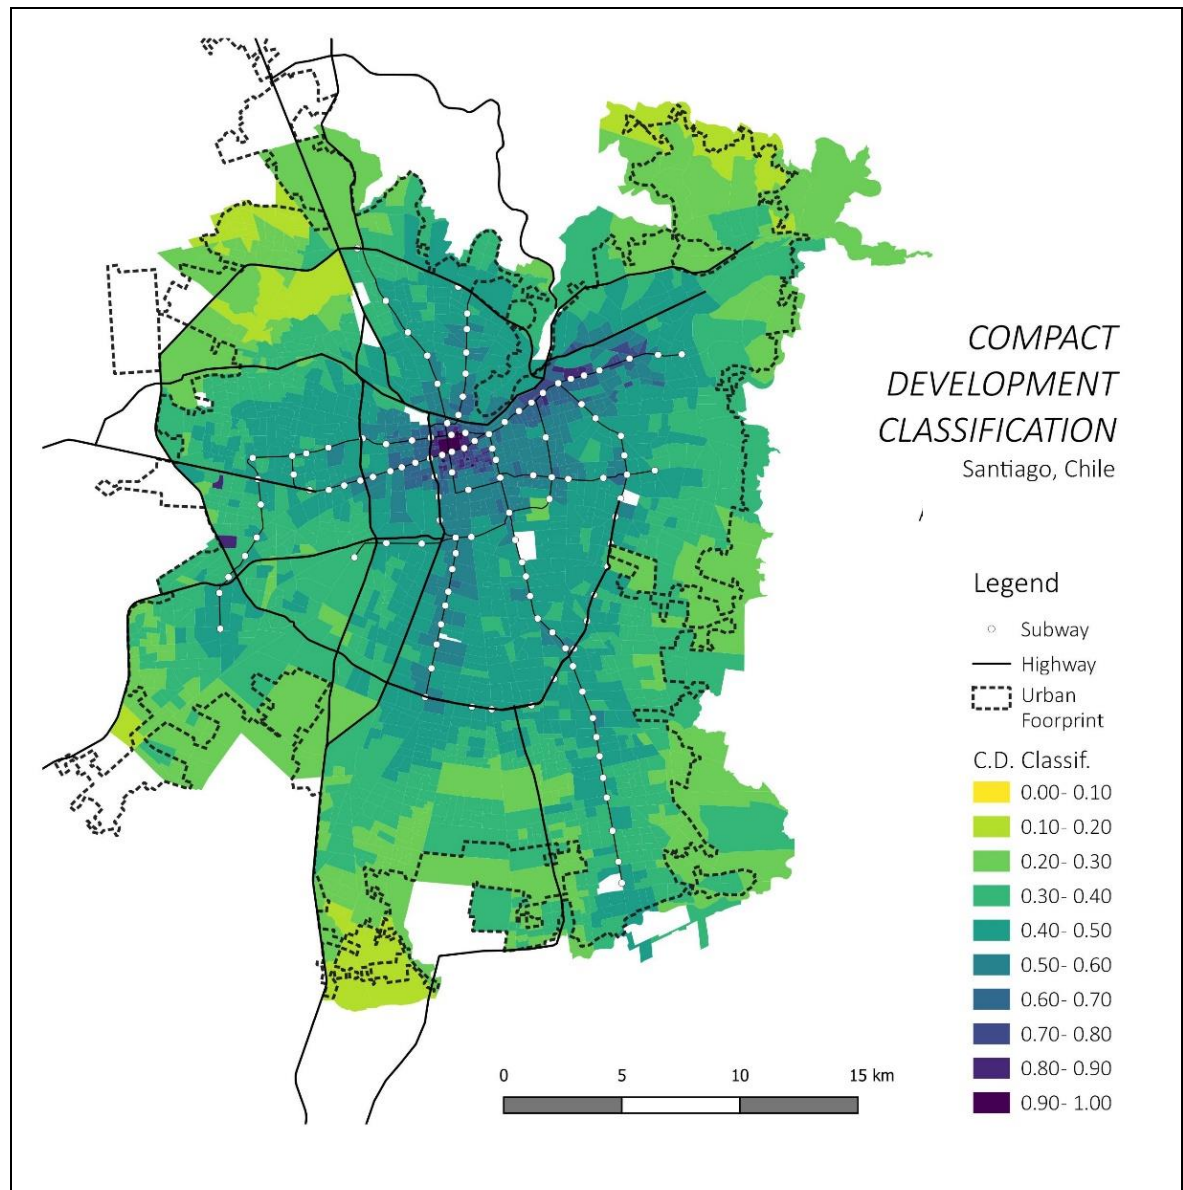 COMPACT
DEVELOPMENT
CLASSIFICATION
Santiago, Chile
Legend
Subway
Highway
Urban
Foorprint
C.D. Classif.
0.00- 0.10
0.10- 0.20
0.20- 0.30
0.30- 0.40
0.40- 0.50
0.50- 0.60
0.60- 0.70
0.70- 0.80
0.80- 0.90
0.90- 1.00
0 5 10 15 km